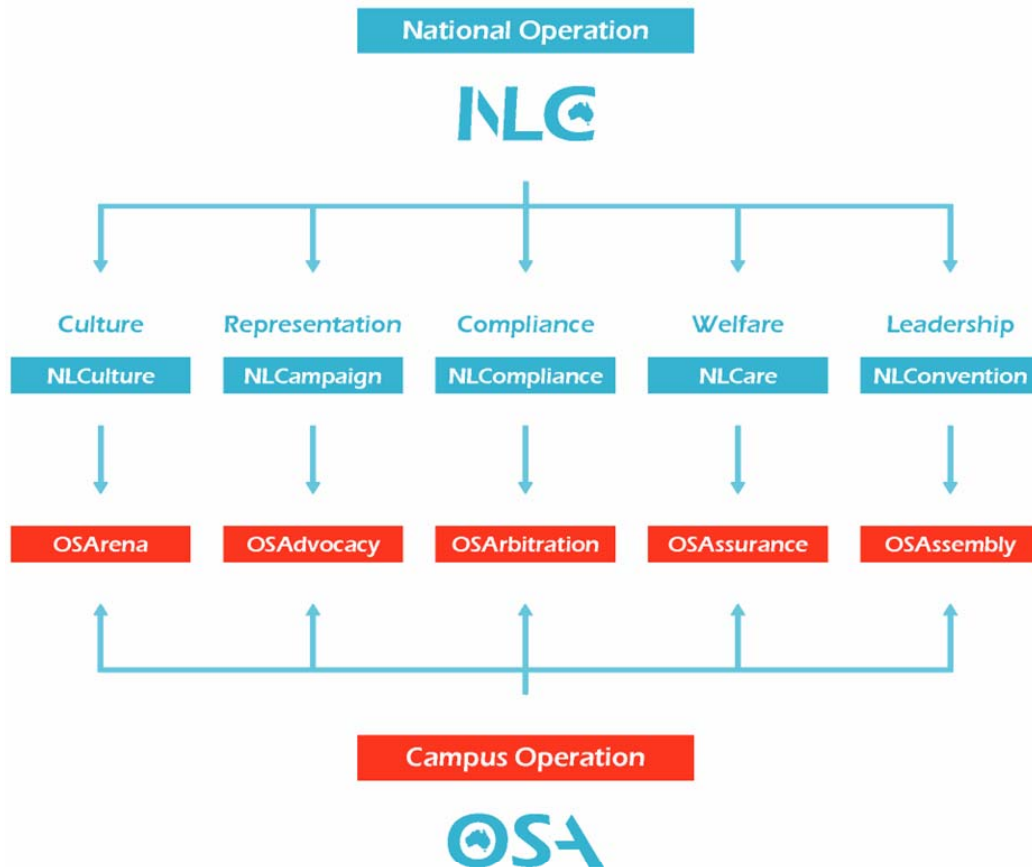 National Operation
NLC
Culture Representation Compliance Welfare Leadership
NLCulture NLCampaign NLCompliance NLCare NLConvention
OSArena OSAdvocacy OSArbitration OSAssurance OSAssembly
Campus Operation
OSA